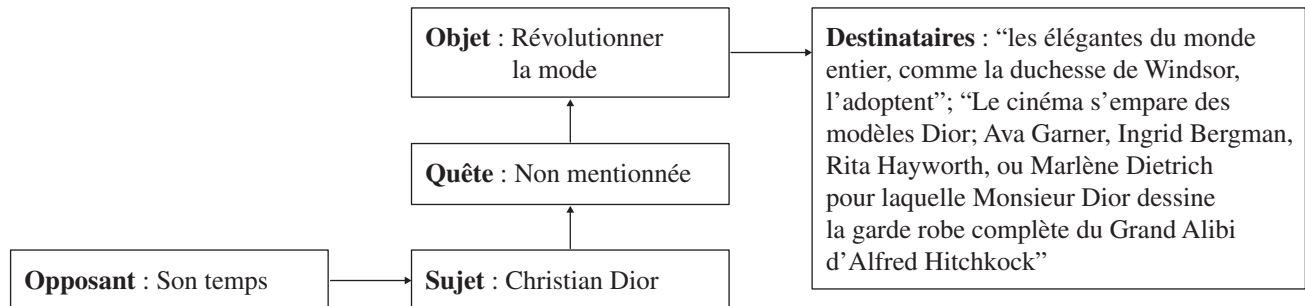 Objet : Révolutionner
la mode
Destinataires : “les élégantes du monde
entier, comme la duchesse de Windsor,
l’adoptent”; “Le cinéma s’empare des
modèles Dior; Ava Garner, Ingrid Bergman,
Rita Hayworth, ou Marlène Dietrich
pour laquelle Monsieur Dior dessine
la garde robe complète du Grand Alibi
d’Alfred Hitchkock”
Quête : Non mentionnée
Opposant : Son temps
Sujet : Christian Dior